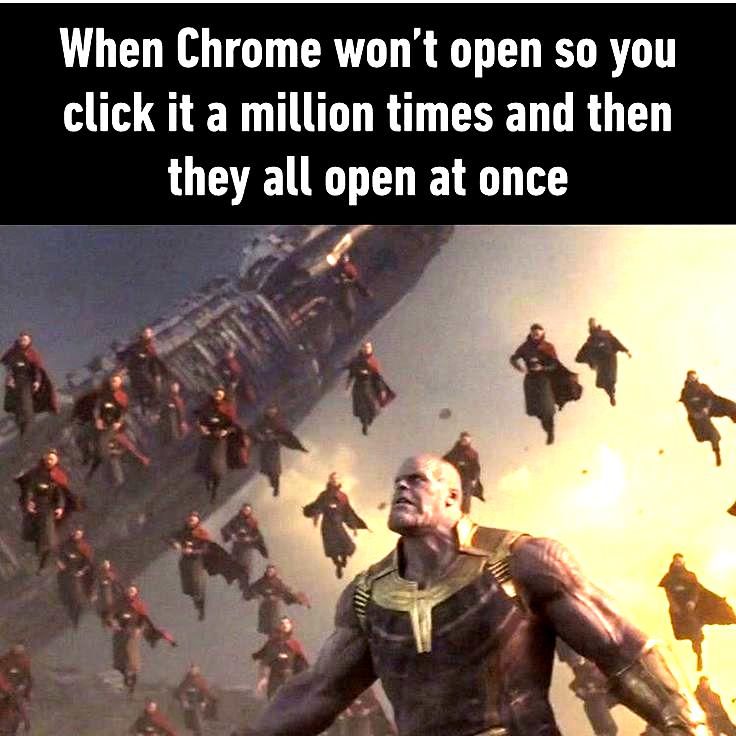 When Chrome won’t open so you
click it a million times and then
they all open at once